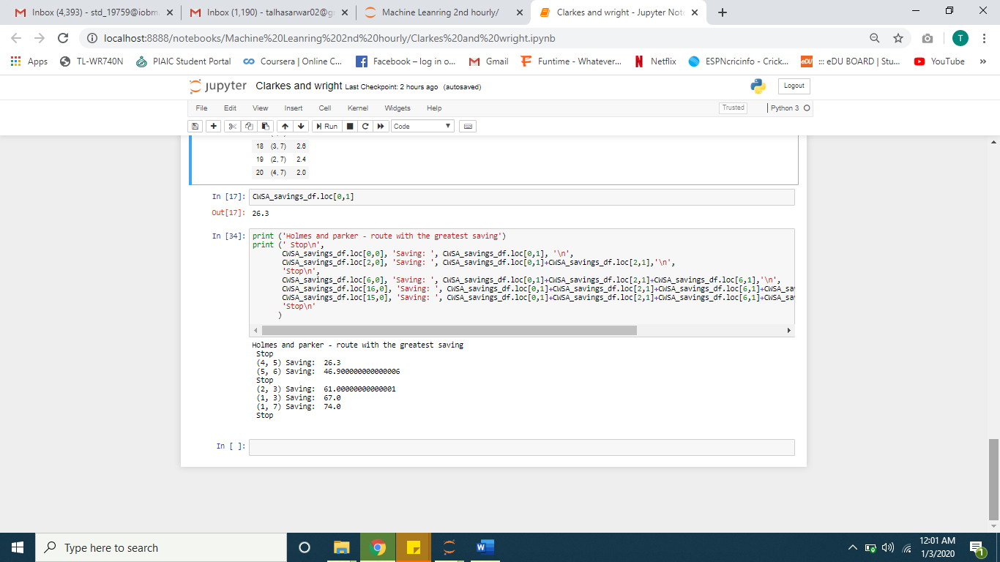 Inbox (4,393) - std_19759@iobm
Inbox (1,190) - talhasarwar02@g
Machine Leanring 2nd hourly/
Clarkes and wright - Jupyter Not
localhost:8888/notebooks/Machine%20Leanring%202nd%20hourly/Clarkes%20and%20wright.ipynb
T
Apps
TL-WR740N
PIAIC Student Portal
Coursera | Online C...
Facebook – log in o...
Gmail
Funtime - Whatever...
Netflix
ESPNcricinfo - Crick...
eDU
::: eDU BOARD | Stu...
YouTube
»
jupyter Clarkes and wright Last Checkpoint: 2 hours ago (autosaved)
Logout
File Edit View Insert Cell Kernel Widgets Help
Trusted
Python 3
Run
Code
18 (3, 7) 2.6
19 (2, 7) 2.4
20 (4, 7) 2.0
In [17]: CWSA_savings_df.loc[0,1]
Out[17]: 26.3
In [34]: print ('Holmes and parker - route with the greatest saving')
print (' Stop\n',
CWSA_savings_df.loc[0,0], 'Saving: ', CWSA_savings_df.loc[0,1], '\n',
CWSA_savings_df.loc[2,0], 'Saving: ', CWSA_savings_df.loc[0,1]+CWSA_savings_df.loc[2,1],'\n',
'Stop\n',
CWSA_savings_df.loc[6,0], 'Saving: ', CWSA_savings_df.loc[0,1]+CWSA_savings_df.loc[2,1]+CWSA_savings_df.loc[6,1],'\n',
CWSA_savings_df.loc[16,0], 'Saving: ', CWSA_savings_df.loc[0,1]+CWSA_savings_df.loc[2,1]+CWSA_savings_df.loc[6,1]+CWSA_sa
CWSA_savings_df.loc[15,0], 'Saving: ', CWSA_savings_df.loc[0,1]+CWSA_savings_df.loc[2,1]+CWSA_savings_df.loc[6,1]+CWSA_sa
'Stop\n'
)
Holmes and parker - route with the greatest saving
Stop
(4, 5) Saving: 26.3
(5, 6) Saving: 46.900000000000006
Stop
(2, 3) Saving: 61.00000000000001
(1, 3) Saving: 67.0
(1, 7) Saving: 74.0
Stop
In [ ]:
Type here to search
W
12:01 AM
1/3/2020
1